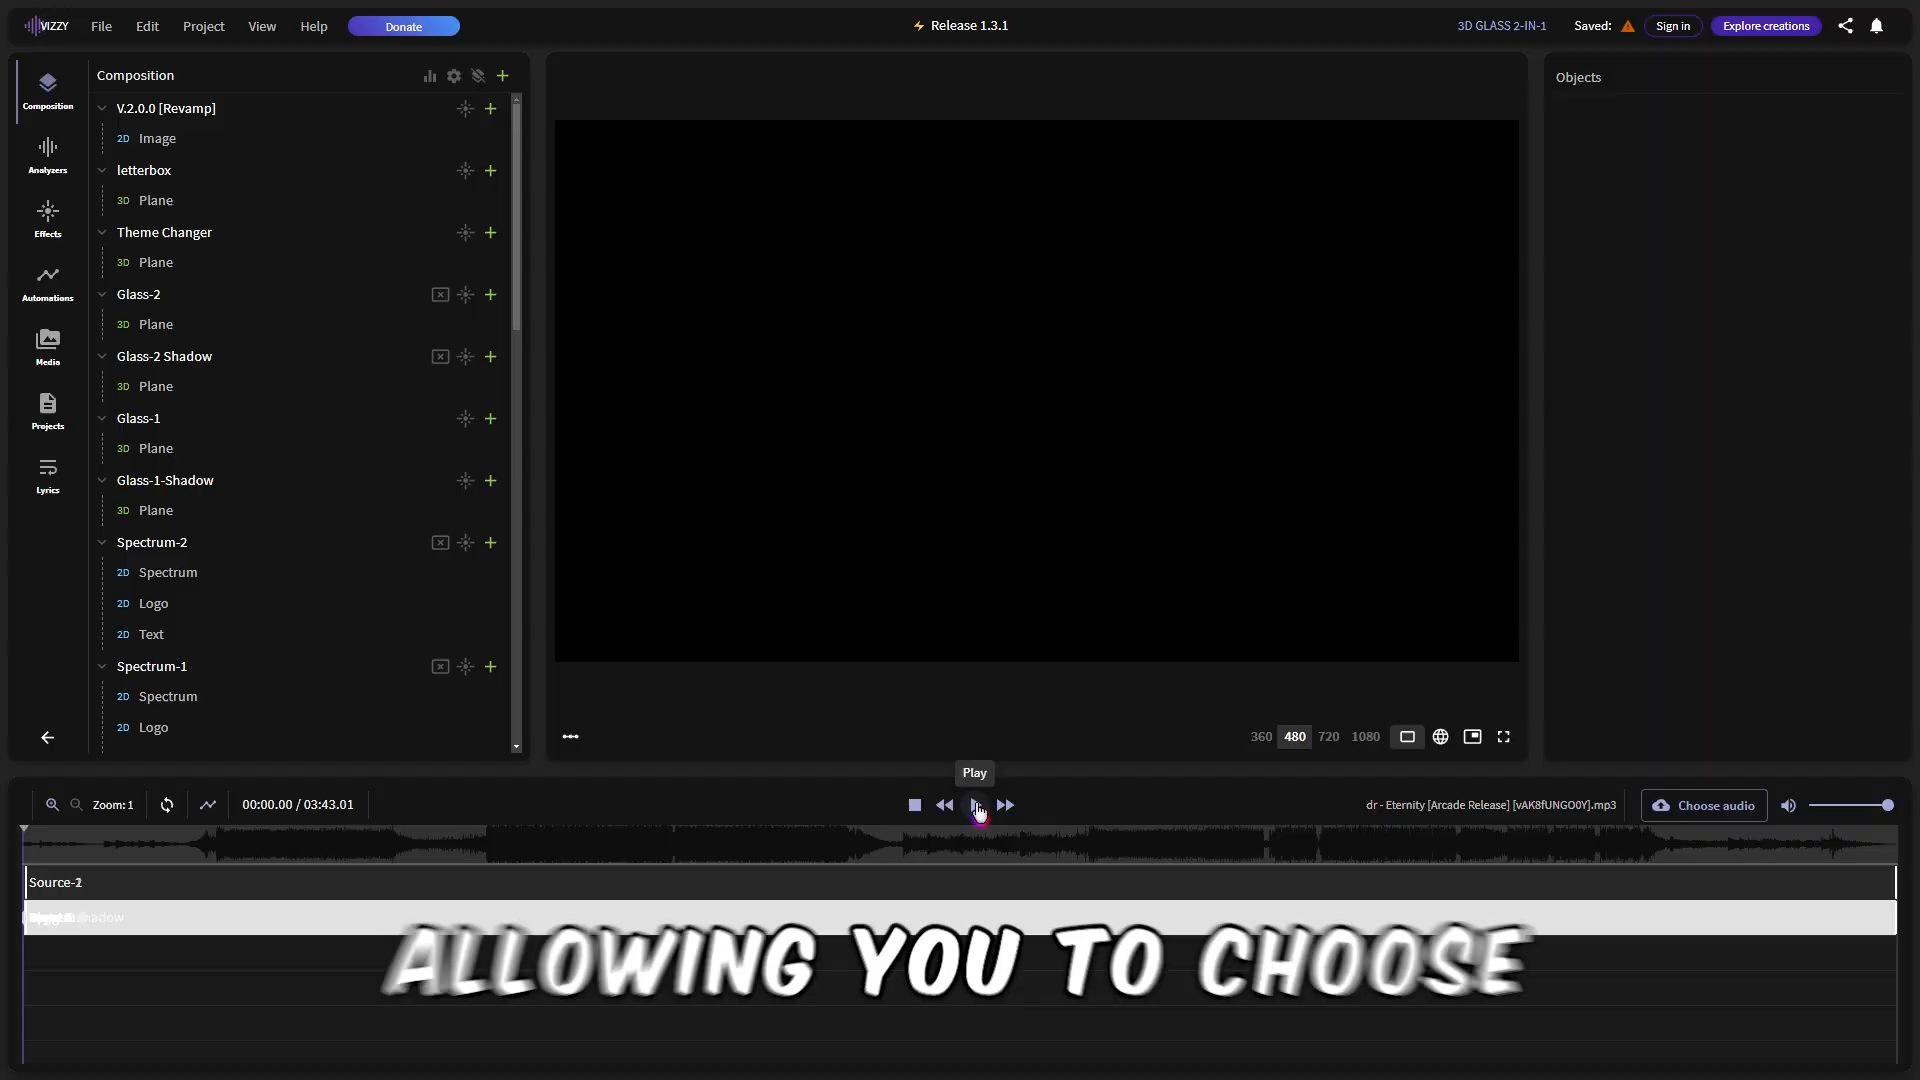 VIZZY File Edit Project View Help Donate
Release 1.3.1
3D GLASS 2-IN-1 Saved: Sign in Explore creations
Composition
Analyzers
Effects
Automations
Media
Projects
Lyrics
Composition
V.2.0.0 [Revamp]
2D Image
letterbox
3D Plane
Theme Changer
3D Plane
Glass-2
3D Plane
Glass-2 Shadow
3D Plane
Glass-1
3D Plane
Glass-1-Shadow
3D Plane
Spectrum-2
2D Spectrum
2D Logo
2D Text
Spectrum-1
2D Spectrum
2D Logo
360 480 720 1080
Objects
Play
Zoom: 1 00:00.00 / 03:43.01
dr - Eternity [Arcade Release] [vAK8fUNGO0Y].mp3 Choose audio
ALLOWING YOU TO CHOOSE